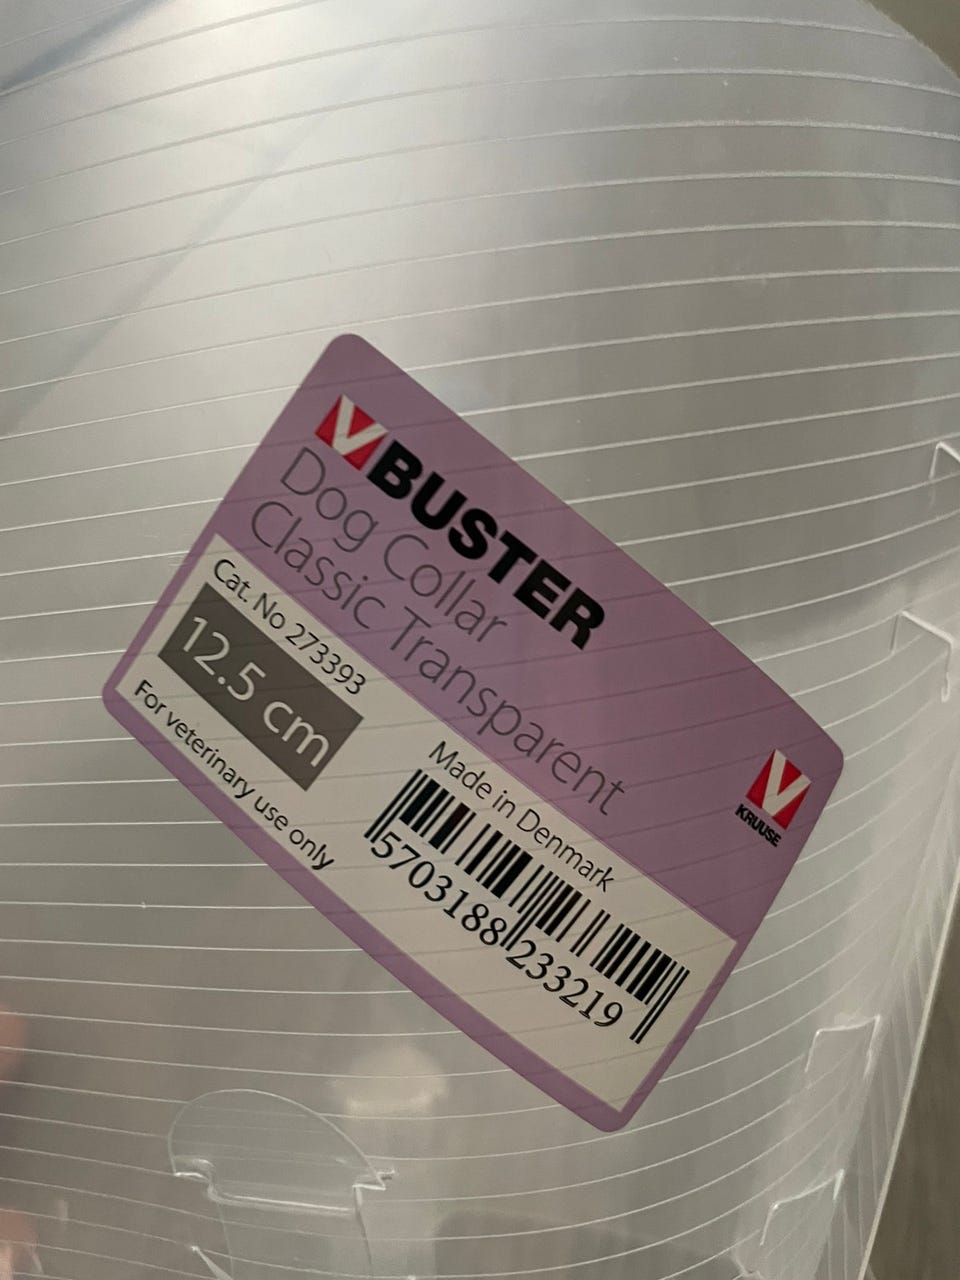 BUSTER
Dog Collar
Classic Transparent
Cat. No 273393
12.5 cm
For veterinary use only
Made in Denmark
5703188233219
KRUUSE